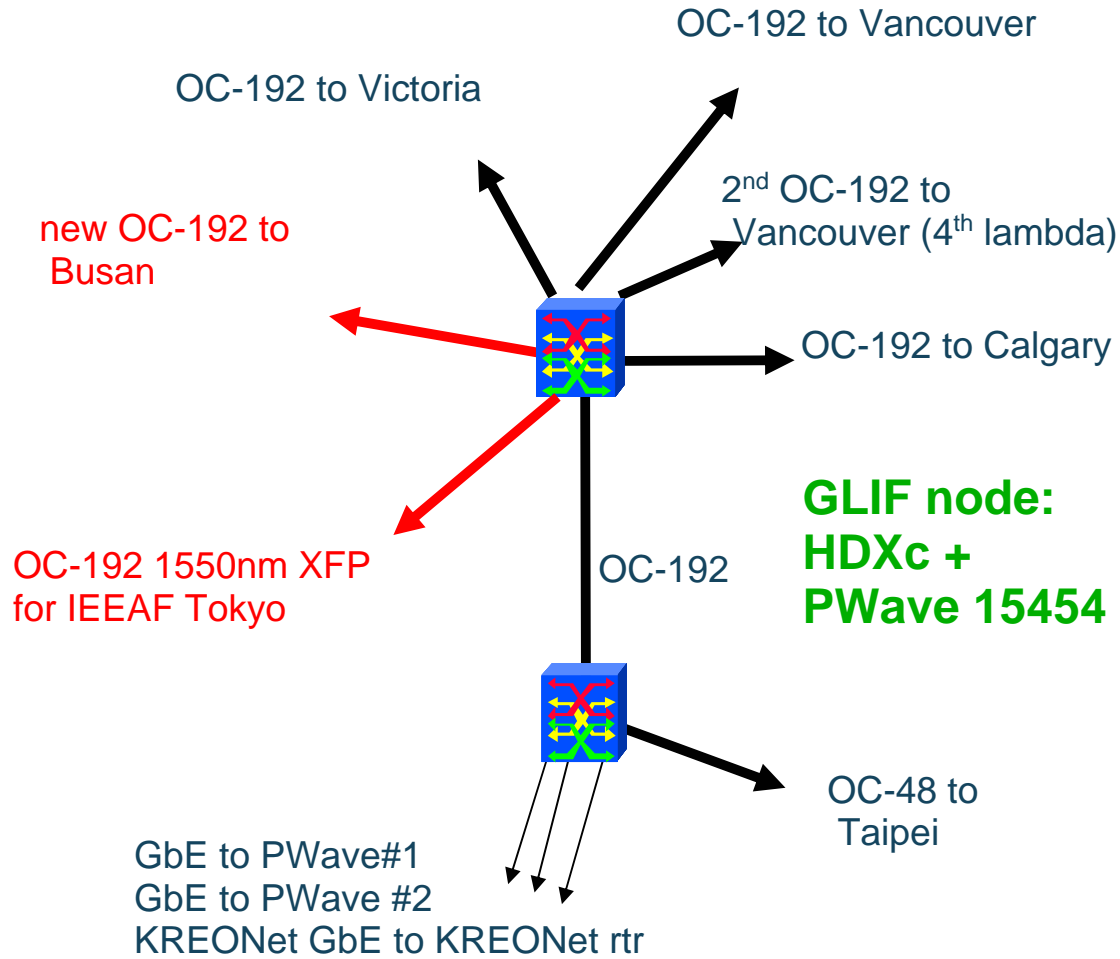 OC-192 to Vancouver
OC-192 to Victoria
2nd OC-192 to
Vancouver (4th lambda)
new OC-192 to
Busan
OC-192 to Calgary
GLIF node:
HDXc +
PWave 15454
OC-192 1550nm XFP
for IEEAF Tokyo
OC-192
OC-48 to
Taipei
GbE to PWave#1
GbE to PWave #2
KREONet GbE to KREONet rtr